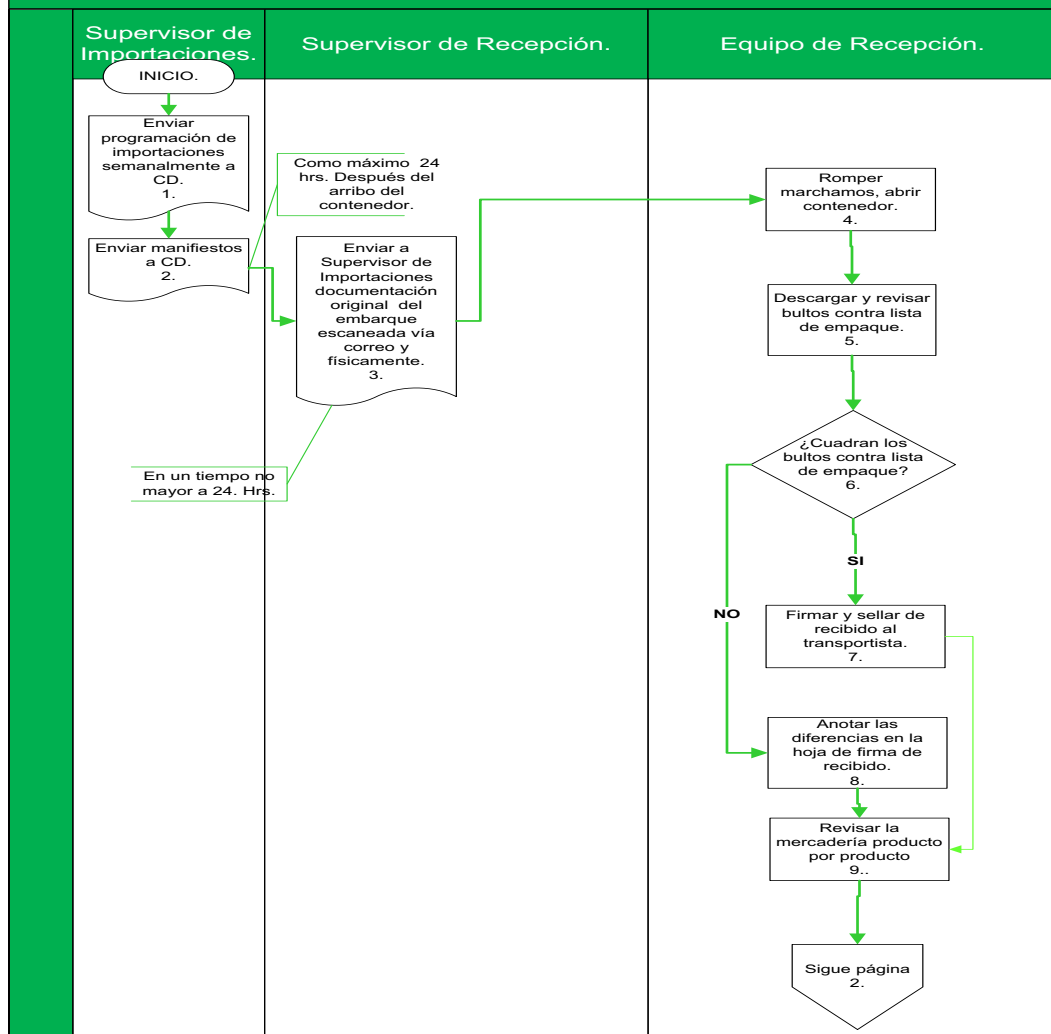 Supervisor de
Importaciones.
Supervisor de Recepción.
Equipo de Recepción.
INICIO.
Enviar
programación de
importaciones
semanalmente a
CD.
1.
Enviar manifiestos
a CD.
2.
Como máximo 24
hrs. Después del
arribo del
contenedor.
Enviar a
Supervisor de
Importaciones
documentación
original del
embarque
escaneada vía
correo y
físicamente.
3.
En un tiempo no
mayor a 24. Hrs.
Romper
marchamos, abrir
contenedor.
4.
Descargar y revisar
bultos contra lista
de empaque.
5.
¿Cuadran los
bultos contra lista
de empaque?
6.
SI
NO
Firmar y sellar de
recibido al
transportista.
7.
Anotar las
diferencias en la
hoja de firma de
recibido.
8.
Revisar la
mercadería producto
por producto
9..
Sigue página
2.